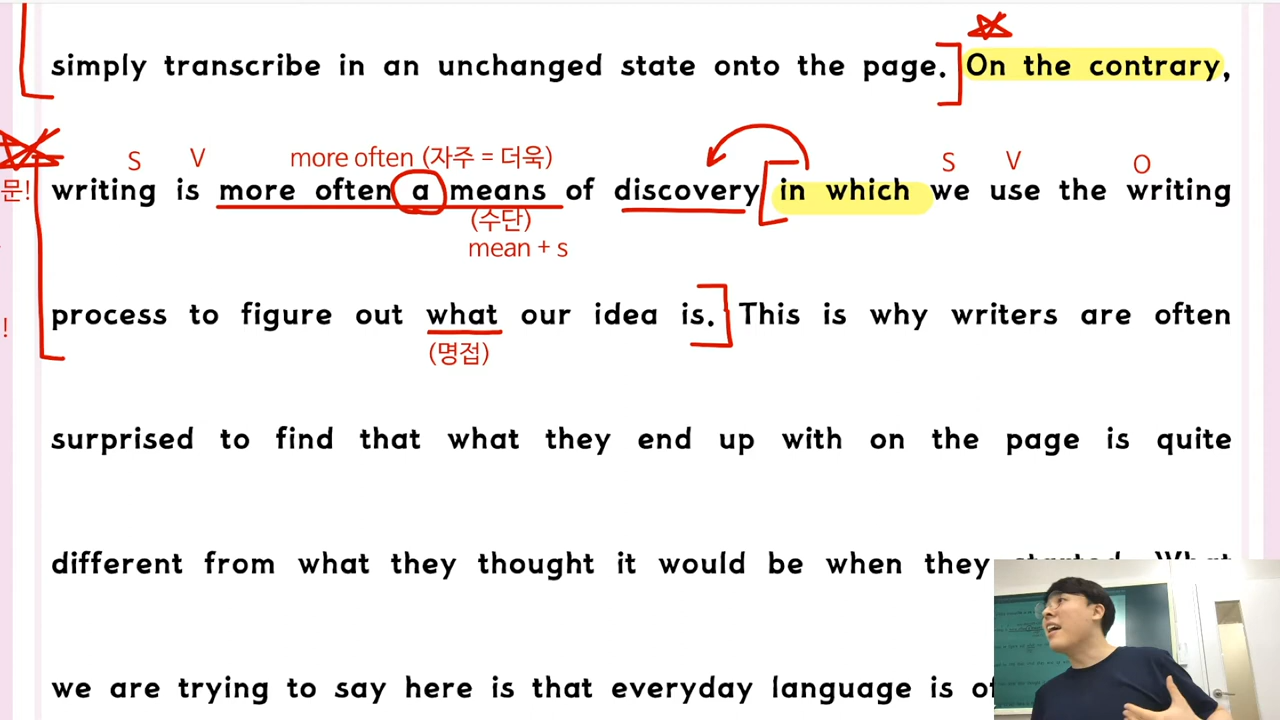 simply transcribe in an unchanged state onto the page. On the contrary,
S V more often (자주 = 더욱) S V O
문! writing is more often a means of discovery in which we use the writing
(수단)
mean + s
! process to figure out what our idea is. This is why writers are often
(명접)
surprised to find that what they end up with on the page is quite
different from what they thought it would be when they
we are trying to say here is that everyday language is